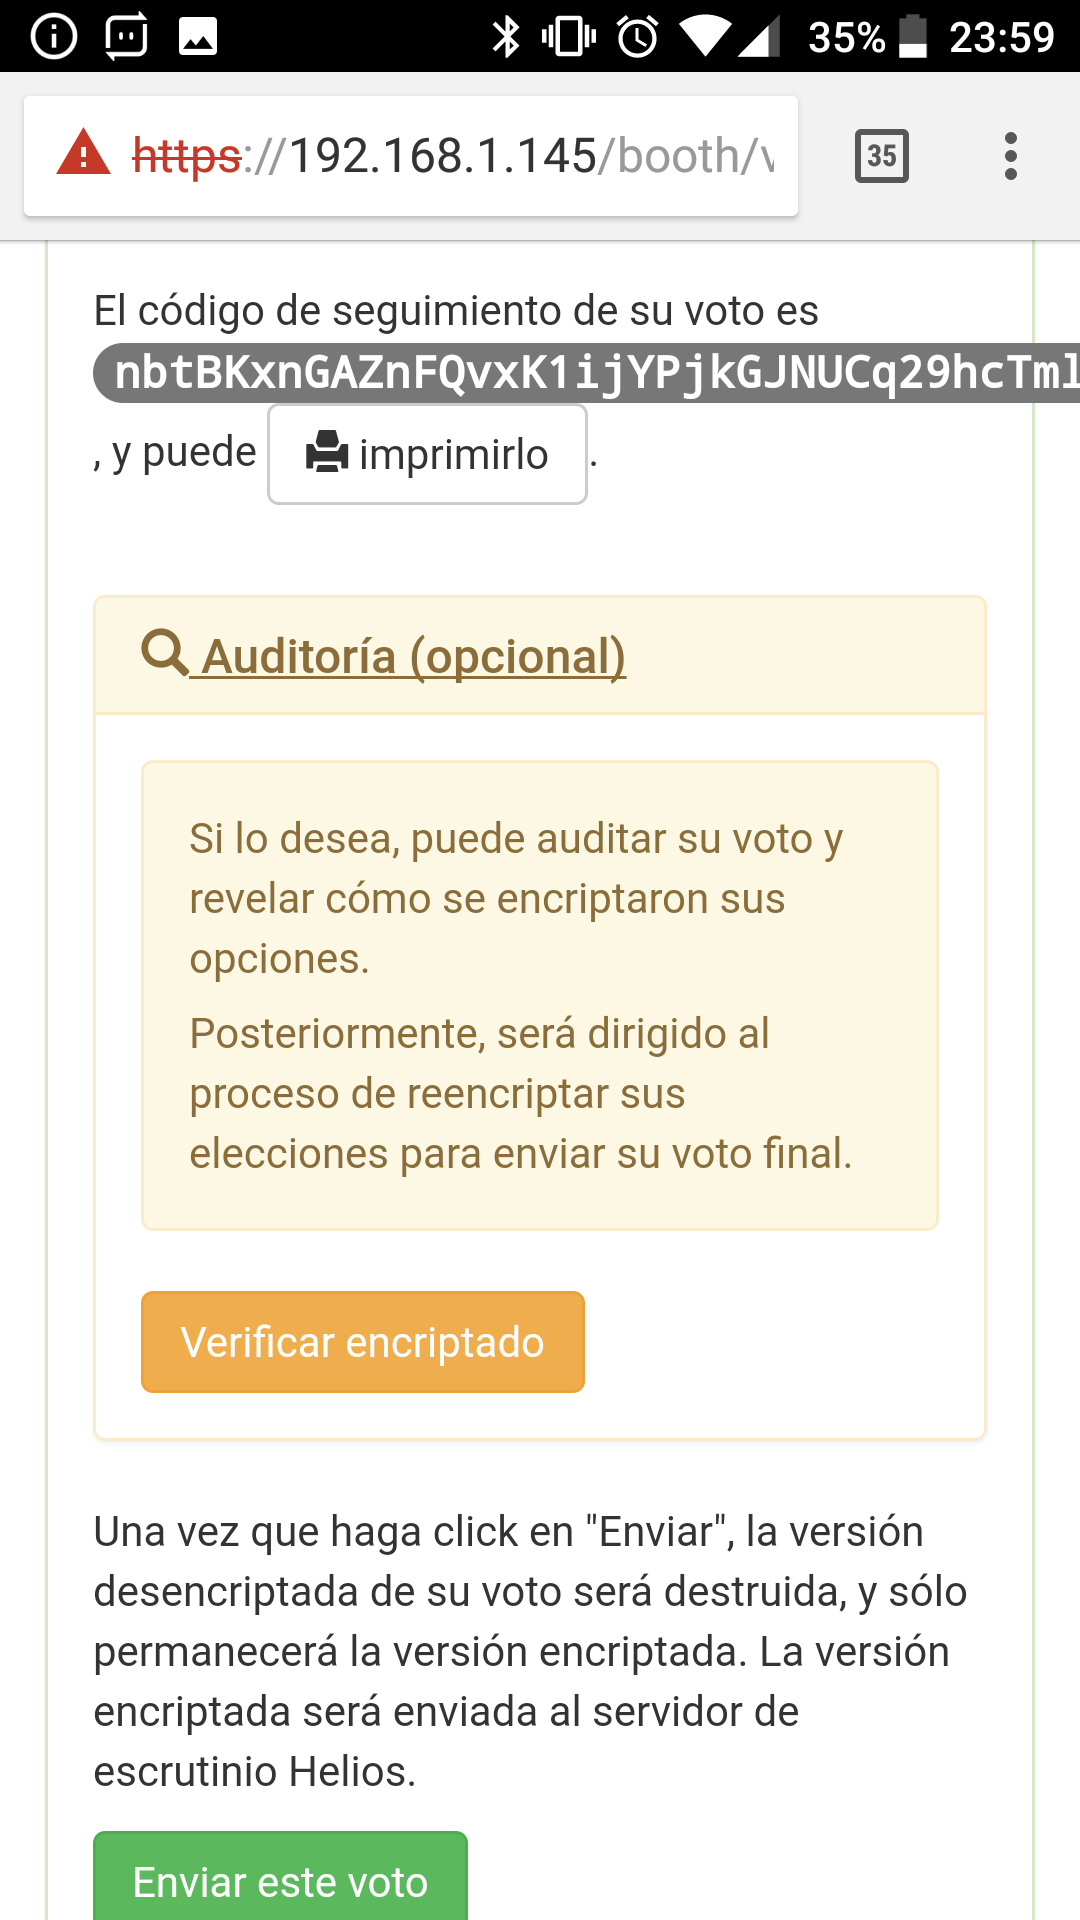 35% 23:59
https://192.168.1.145/booth/v
35
El código de seguimiento de su voto es
nbtBKxnGAZnFQvxK1ijYPjkGJNUCq29hcTml
, y puede imprimirlo.
Auditoría (opcional)
Si lo desea, puede auditar su voto y
revelar cómo se encriptaron sus
opciones.
Posteriormente, será dirigido al
proceso de reencriptar sus
elecciones para enviar su voto final.
Verificar encriptado
Una vez que haga click en "Enviar", la versión
desencriptada de su voto será destruida, y sólo
permanecerá la versión encriptada. La versión
encriptada será enviada al servidor de
escrutinio Helios.
Enviar este voto